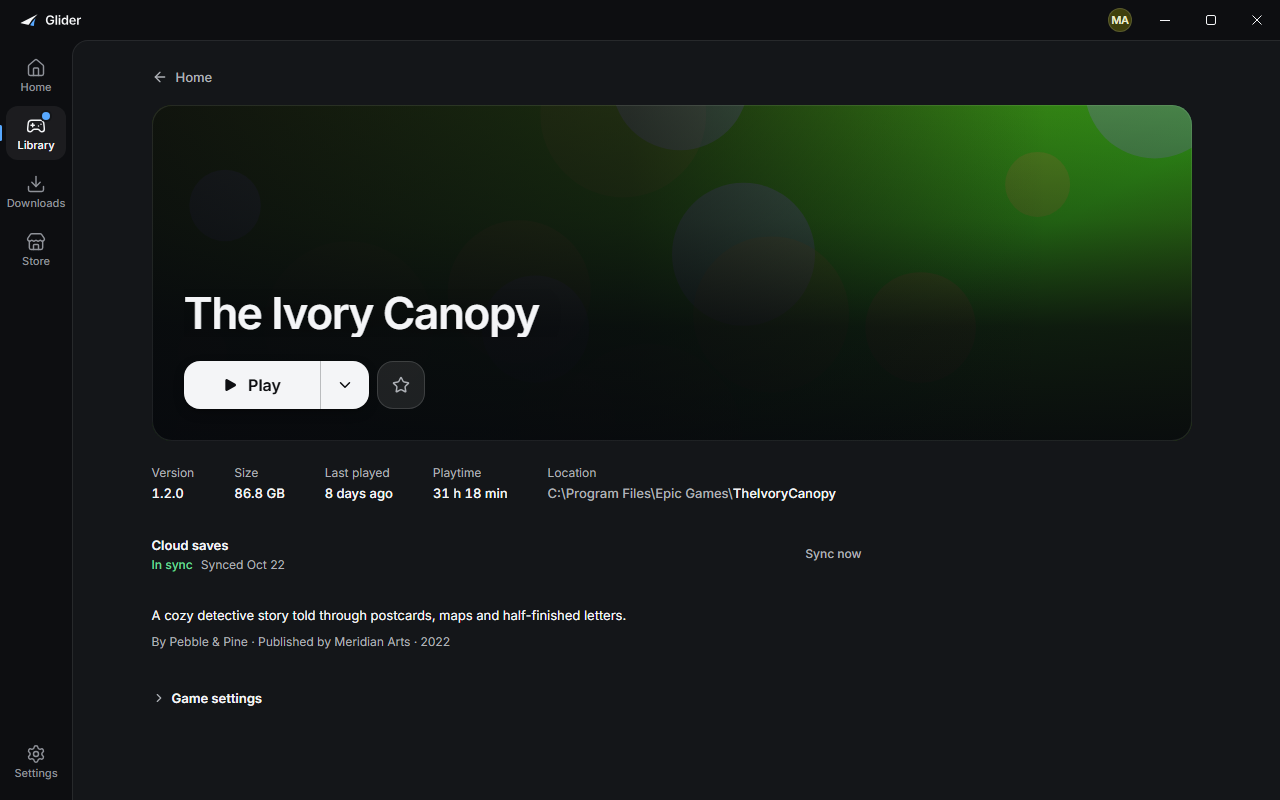 Glider
MA
Home
Library
Downloads
Store
Settings
Home
The Ivory Canopy
Play
Version
1.2.0
Size
86.8 GB
Last played
8 days ago
Playtime
31 h 18 min
Location
C:\Program Files\Epic Games\TheIvoryCanopy
Cloud saves
In sync Synced Oct 22
Sync now
A cozy detective story told through postcards, maps and half-finished letters.
By Pebble & Pine · Published by Meridian Arts · 2022
Game settings